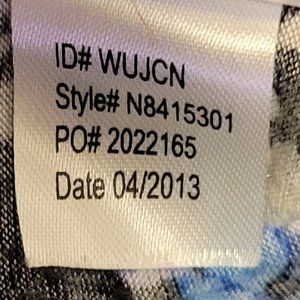 ID# WUJCN
Style# N8415301
PO# 2022165
Date 04/2013